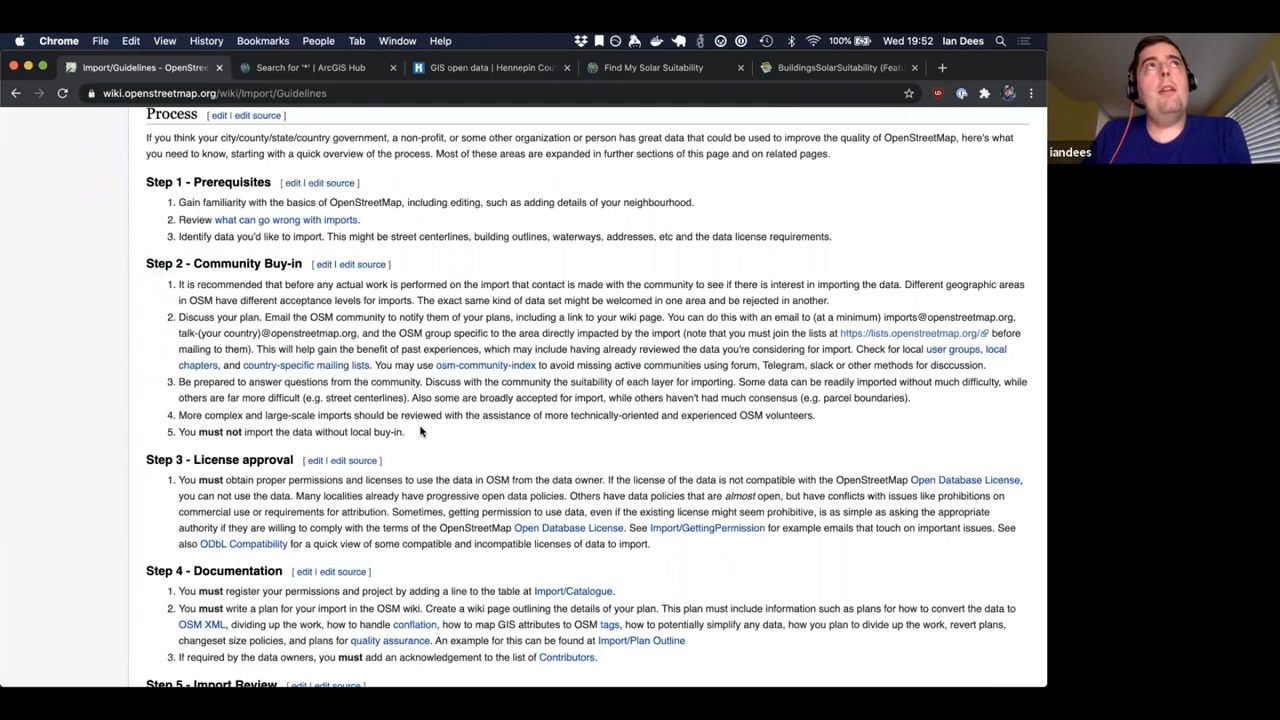 Chrome File Edit View History Bookmarks People Tab Window Help 100% Wed 19:52 Ian Dees
Import/Guidelines - OpenStree Search for '*' | ArcGIS Hub GIS open data | Hennepin Cou Find My Solar Suitability BuildingsSolarSuitability (Featu
wiki.openstreetmap.org/wiki/Import/Guidelines
Process [ edit | edit source ]
If you think your city/county/state/country government, a non-profit, or some other organization or person has great data that could be used to improve the quality of OpenStreetMap, here's what
you need to know, starting with a quick overview of the process. Most of these areas are expanded in further sections of this page and on related pages.
iandees
Step 1 - Prerequisites [ edit | edit source ]
1. Gain familiarity with the basics of OpenStreetMap, including editing, such as adding details of your neighbourhood.
2. Review what can go wrong with imports.
3. Identify data you'd like to import. This might be street centerlines, building outlines, waterways, addresses, etc and the data license requirements.
Step 2 - Community Buy-in [ edit | edit source ]
1. It is recommended that before any actual work is performed on the import that contact is made with the community to see if there is interest in importing the data. Different geographic areas
in OSM have different acceptance levels for imports. The exact same kind of data set might be welcomed in one area and be rejected in another.
2. Discuss your plan. Email the OSM community to notify them of your plans, including a link to your wiki page. You can do this with an email to (at a minimum) imports@openstreetmap.org,
talk-(your country)@openstreetmap.org, and the OSM group specific to the area directly impacted by the import (note that you must join the lists at https://lists.openstreetmap.org/ before
mailing to them). This will help gain the benefit of past experiences, which may include having already reviewed the data you're considering for import. Check for local user groups, local
chapters, and country-specific mailing lists. You may use osm-community-index to avoid missing active communities using forum, Telegram, slack or other methods for disccussion.
3. Be prepared to answer questions from the community. Discuss with the community the suitability of each layer for importing. Some data can be readily imported without much difficulty, while
others are far more difficult (e.g. street centerlines). Also some are broadly accepted for import, while others haven't had much consensus (e.g. parcel boundaries).
4. More complex and large-scale imports should be reviewed with the assistance of more technically-oriented and experienced OSM volunteers.
5. You must not import the data without local buy-in.
Step 3 - License approval [ edit | edit source ]
1. You must obtain proper permissions and licenses to use the data in OSM from the data owner. If the license of the data is not compatible with the OpenStreetMap Open Database License,
you can not use the data. Many localities already have progressive open data policies. Others have data policies that are almost open, but have conflicts with issues like prohibitions on
commercial use or requirements for attribution. Sometimes, getting permission to use data, even if the existing license might seem prohibitive, is as simple as asking the appropriate
authority if they are willing to comply with the terms of the OpenStreetMap Open Database License. See Import/GettingPermission for example emails that touch on important issues. See
also ODbL Compatibility for a quick view of some compatible and incompatible licenses of data to import.
Step 4 - Documentation [ edit | edit source ]
1. You must register your permissions and project by adding a line to the table at Import/Catalogue.
2. You must write a plan for your import in the OSM wiki. Create a wiki page outlining the details of your plan. This plan must include information such as plans for how to convert the data to
OSM XML, dividing up the work, how to handle conflation, how to map GIS attributes to OSM tags, how to potentially simplify any data, how you plan to divide up the work, revert plans,
changeset size policies, and plans for quality assurance. An example for this can be found at Import/Plan Outline
3. If required by the data owners, you must add an acknowledgement to the list of Contributors.
Step 5 - Import Review [ edit | edit source ]